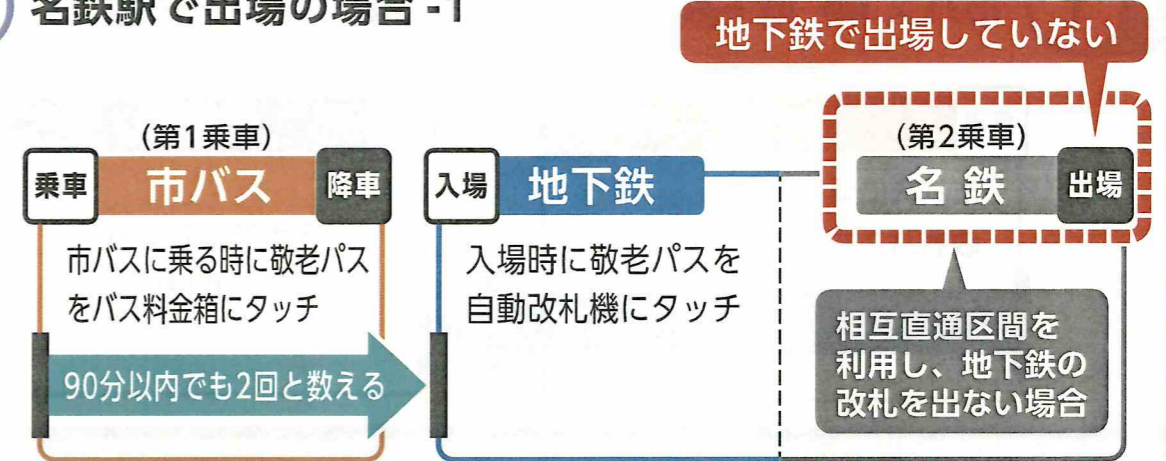 名鉄駅で出場の場合-1
地下鉄で出場していない
(第1乗車)
乗車 市バス 降車
市バスに乗る時に敬老パス
をバス料金箱にタッチ
90分以内でも2回と数える
入場 地下鉄
入場時に敬老パスを
自動改札機にタッチ
(第2乗車)
名鉄 出場
相互直通区間を
利用し、地下鉄の
改札を出ない場合